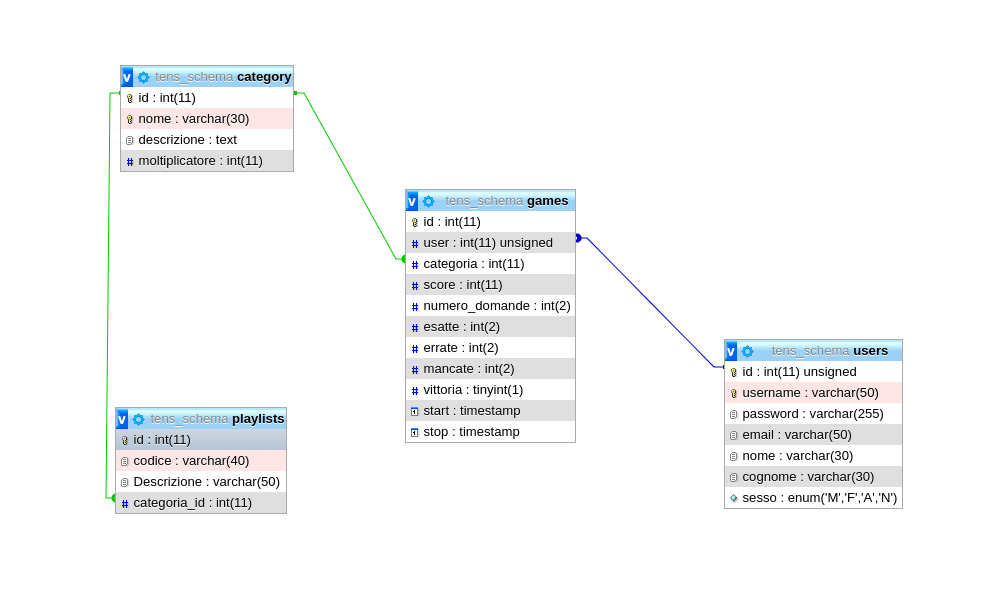 v tens_schema category
id : int(11)
nome : varchar(30)
descrizione : text
# moltiplicatore : int(11)
v tens_schema games
id : int(11)
# user : int(11) unsigned
# categoria : int(11)
# score : int(11)
# numero_domande : int(2)
# esatte : int(2)
# errate : int(2)
# mancate : int(2)
# vittoria : tinyint(1)
start : timestamp
stop : timestamp
v tens_schema users
id : int(11) unsigned
username : varchar(50)
password : varchar(255)
email : varchar(50)
nome : varchar(30)
cognome : varchar(30)
sesso : enum('M','F','A','N')
v tens_schema playlists
id : int(11)
codice : varchar(40)
Descrizione : varchar(50)
# categoria_id : int(11)